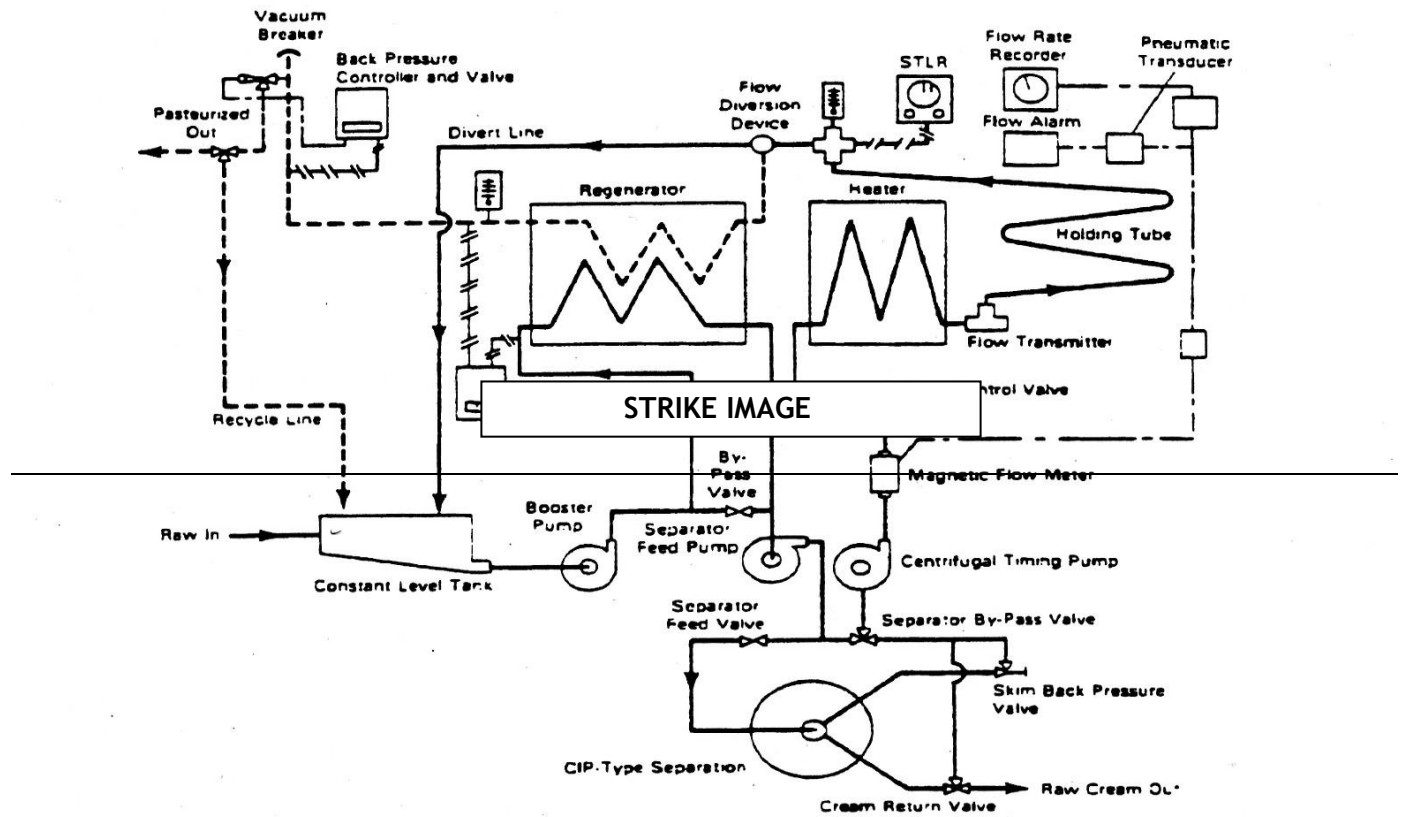 Vacuum
Breaker
Back Pressure
Controller and Valve
Pasteurized
Out
Divert Line
Flow
Diversion
Device
STLR
Flow Rate
Recorder
Pneumatic
Transducer
Flow Alarm
Regenerator
Heater
Holding Tube
Flow Transmitter
ntrol Valve
STRIKE IMAGE
Recycle Line
By-
Pass
Valve
Magnetic Flow Meter
Raw In
Booster
Pump
Separator
Feed Pump
Centrifugal Timing Pump
Constant Level Tank
Separator
Feed Valve
Separator By-Pass Valve
Skim Back Pressure
Valve
CIP-Type Separation
Raw Cream Out
Cream Return Valve